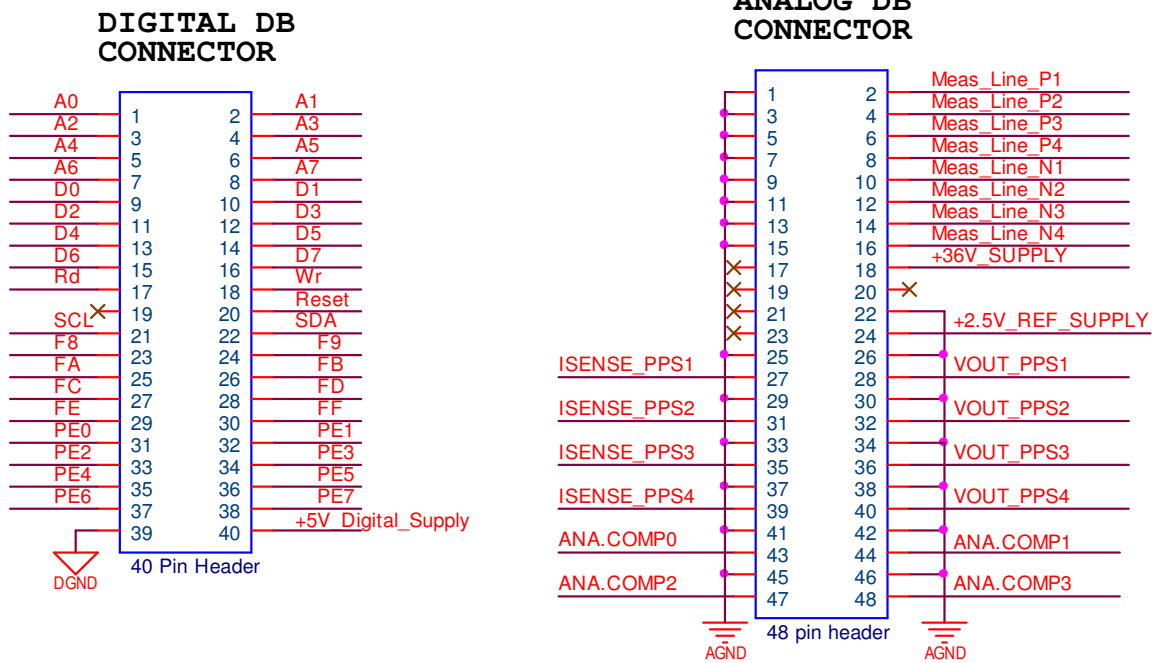 DIGITAL DB
CONNECTOR
A0 1 2 A1
A2 3 4 A3
A4 5 6 A5
A6 7 8 A7
D0 9 10 D1
D2 11 12 D3
D4 13 14 D5
D6 15 16 D7
Rd 17 18 Wr
19 20 Reset
SCL 21 22 SDA
F8 23 24 F9
FA 25 26 FB
FC 27 28 FD
FE 29 30 FF
PE0 31 32 PE1
PE2 33 34 PE3
PE4 35 36 PE5
PE6 37 38 PE7
39 40 +5V_Digital_Supply
40 Pin Header
DGND
ANALOG DB
CONNECTOR
1 2 Meas_Line_P1
3 4 Meas_Line_P2
5 6 Meas_Line_P3
7 8 Meas_Line_P4
9 10 Meas_Line_N1
11 12 Meas_Line_N2
13 14 Meas_Line_N3
15 16 Meas_Line_N4
17 18 +36V_SUPPLY
19 20
21 22
23 24 +2.5V_REF_SUPPLY
25 26
ISENSE_PPS1 27 28 VOUT_PPS1
29 30
ISENSE_PPS2 31 32 VOUT_PPS2
33 34
ISENSE_PPS3 35 36 VOUT_PPS3
37 38
ISENSE_PPS4 39 40 VOUT_PPS4
41 42
ANA.COMP0 43 44 ANA.COMP1
45 46
ANA.COMP2 47 48 ANA.COMP3
48 pin header
AGND AGND